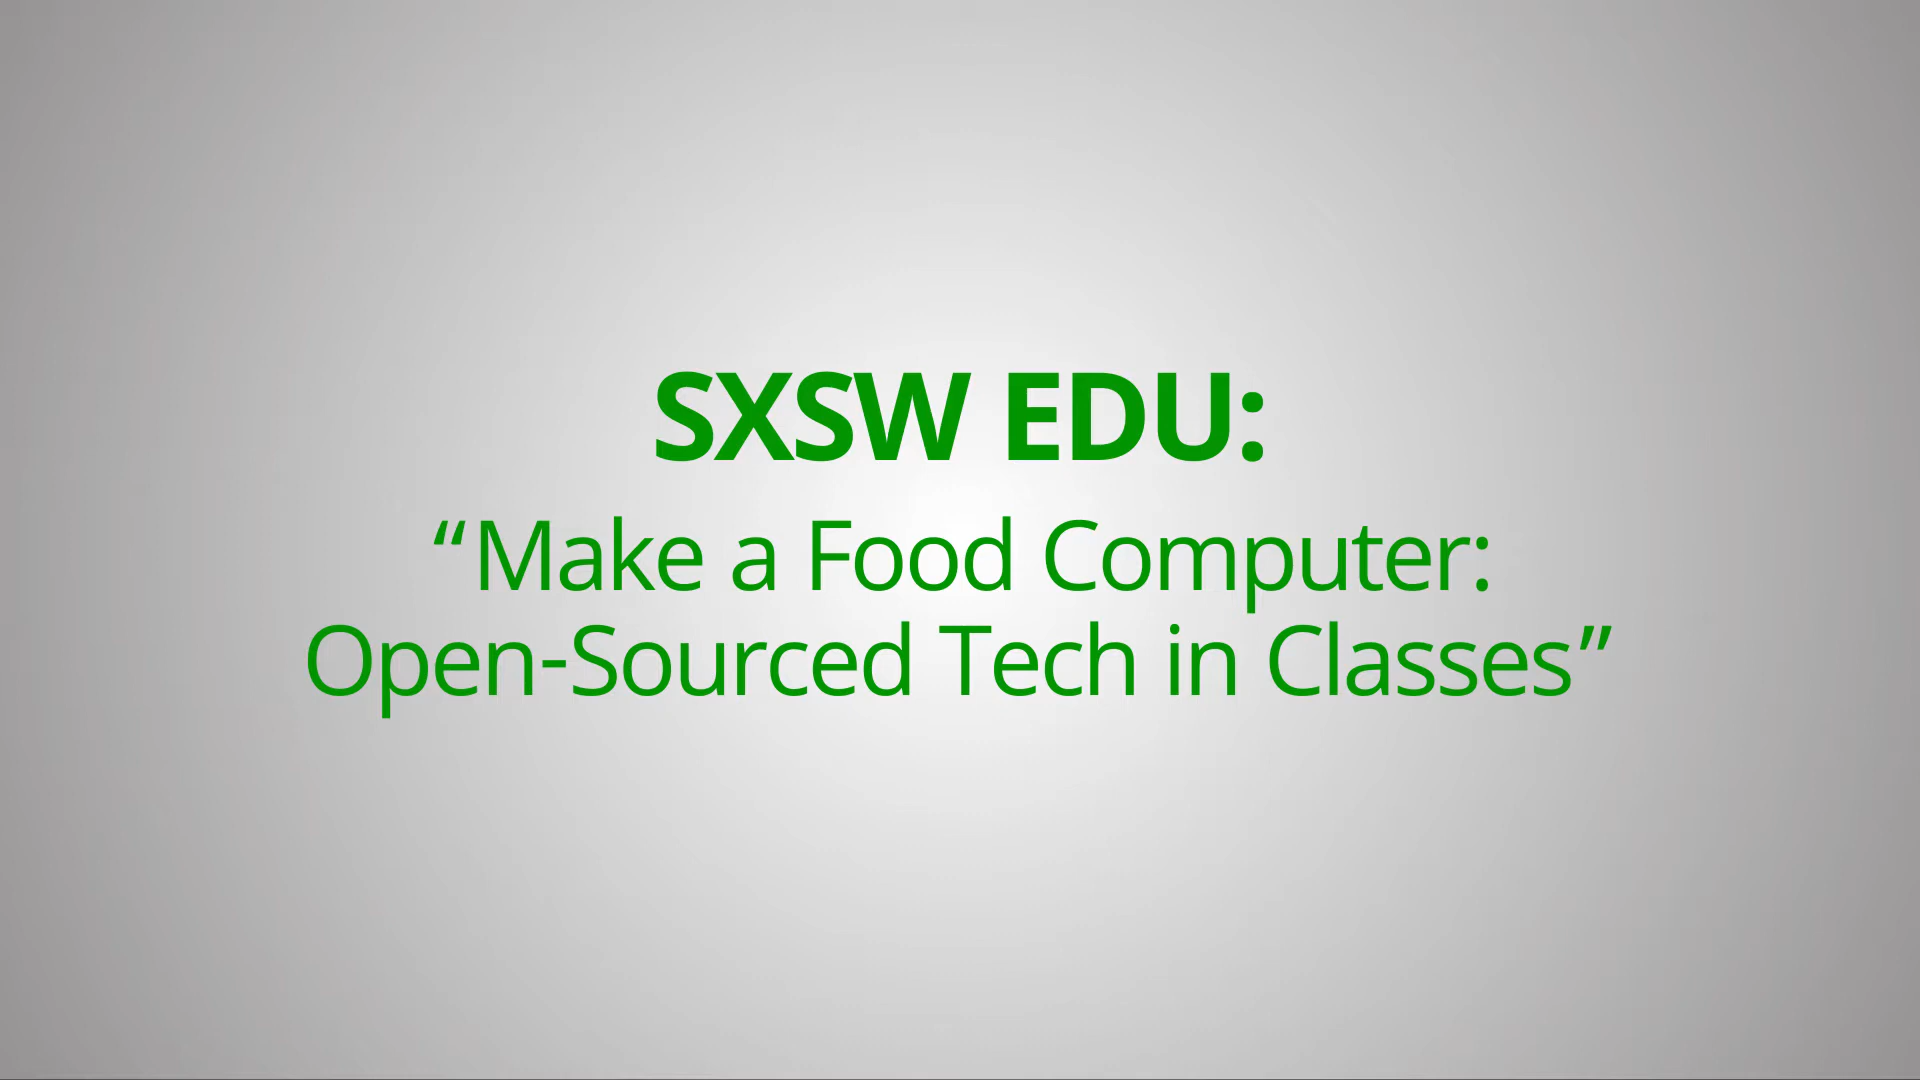 SXSW EDU:
“Make a Food Computer:
Open-Sourced Tech in Classes”